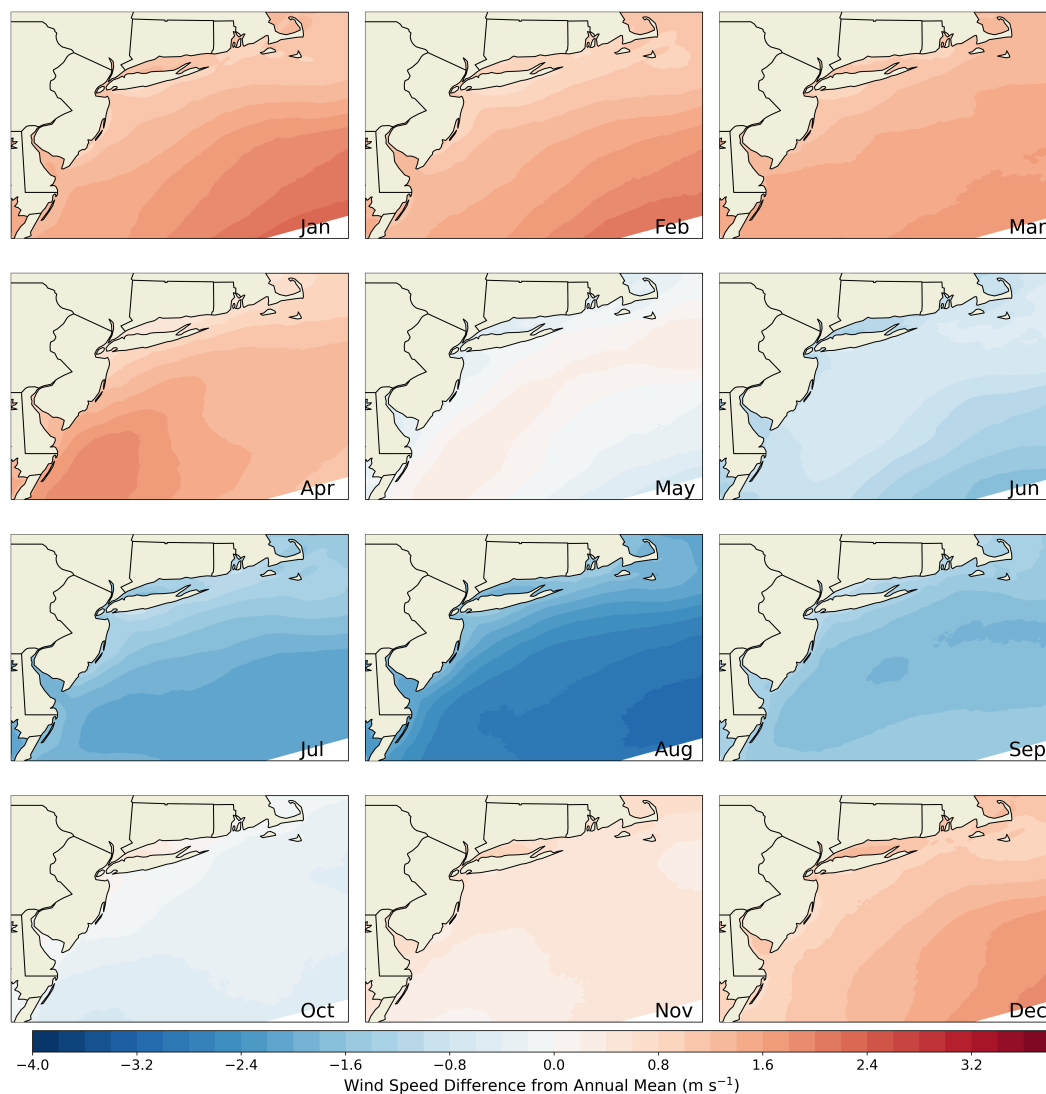 Jan Feb Mar
Apr May Jun
Jul Aug Sep
Oct Nov Dec
−4.0 −3.2 −2.4 −1.6 −0.8 0.0 0.8 1.6 2.4 3.2
Wind Speed Difference from Annual Mean (m s⁻¹)